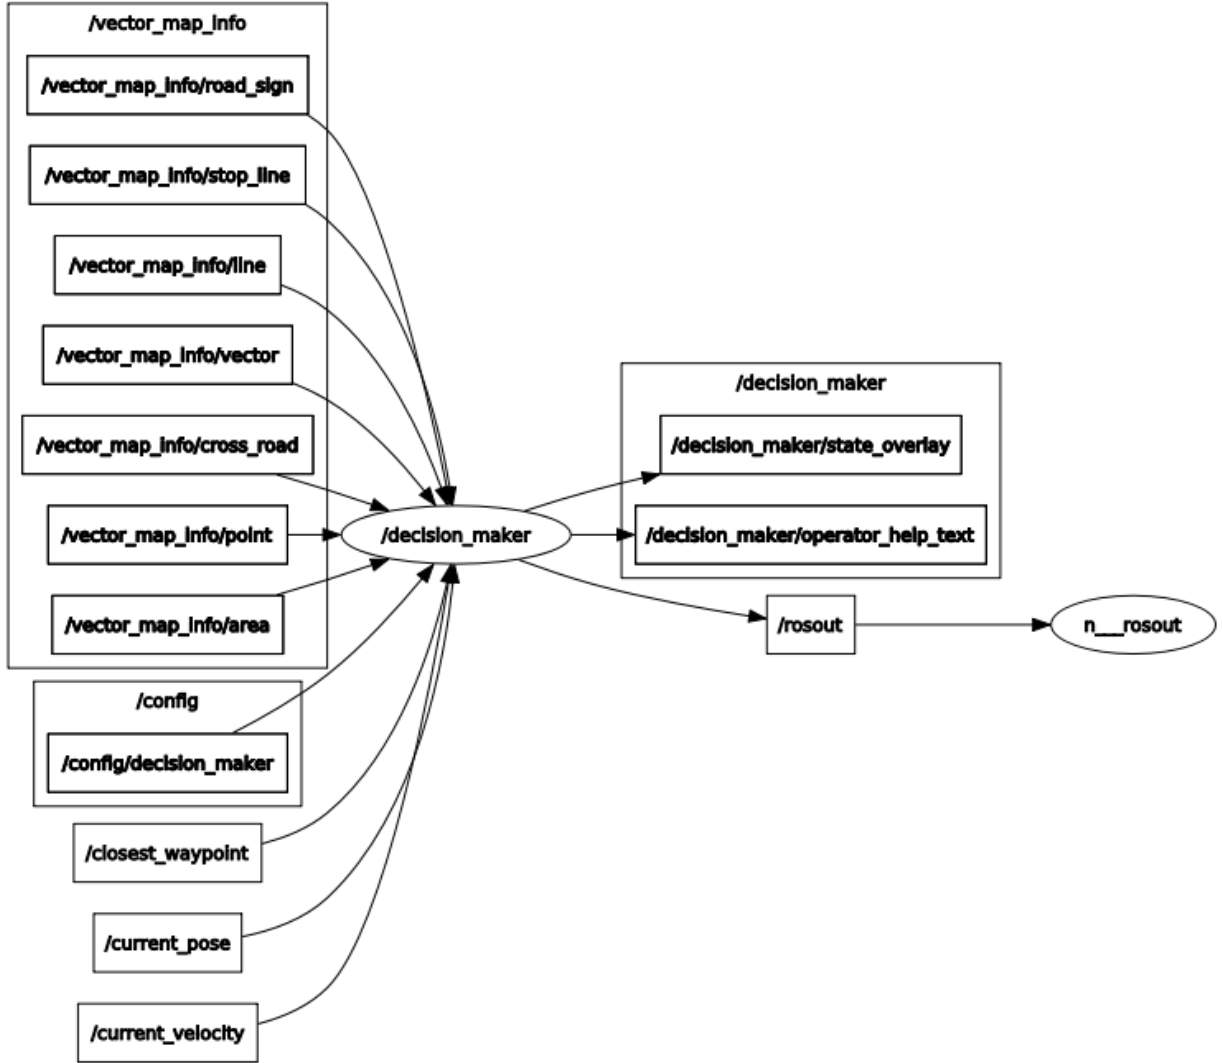 /vector_map_info
/vector_map_info/road_sign
/vector_map_info/stop_line
/vector_map_info/line
/vector_map_info/vector
/vector_map_info/cross_road
/vector_map_info/point
/vector_map_info/area
/config
/config/decision_maker
/closest_waypoint
/current_pose
/current_velocity
/decision_maker
/decision_maker
/decision_maker/state_overlay
/decision_maker/operator_help_text
/rosout
n___rosout